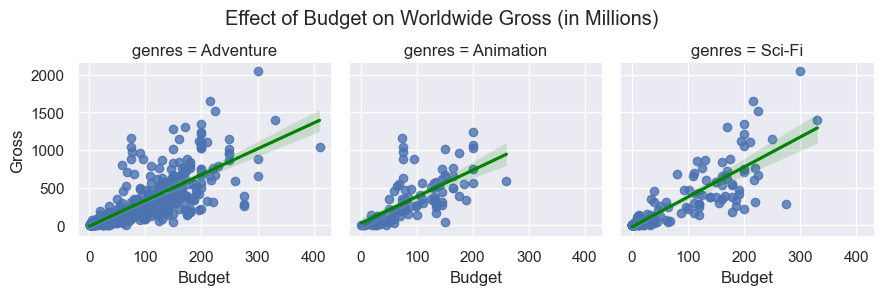 Effect of Budget on Worldwide Gross (in Millions)
genres = Adventure
genres = Animation
genres = Sci-Fi
Gross
2000
1500
1000
500
0
0 100 200 300 400
0 100 200 300 400
0 100 200 300 400
Budget
Budget
Budget